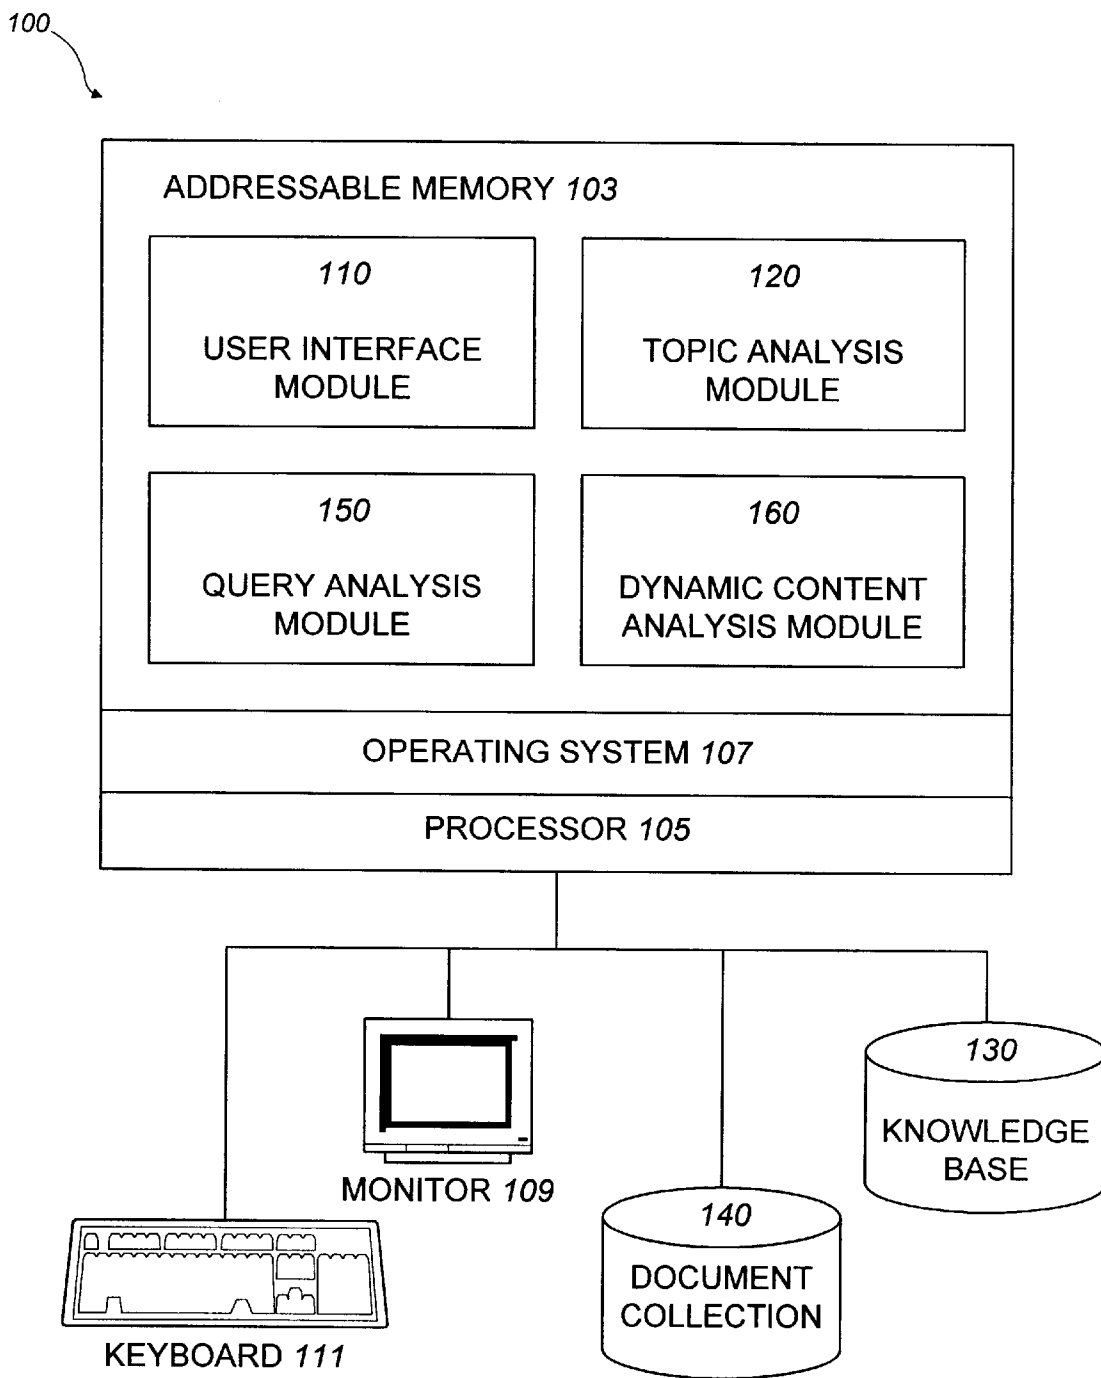 100
ADDRESSABLE MEMORY 103
110
USER INTERFACE
MODULE
120
TOPIC ANALYSIS
MODULE
150
QUERY ANALYSIS
MODULE
160
DYNAMIC CONTENT
ANALYSIS MODULE
OPERATING SYSTEM 107
PROCESSOR 105
130
KNOWLEDGE
BASE
MONITOR 109
140
DOCUMENT
COLLECTION
KEYBOARD 111